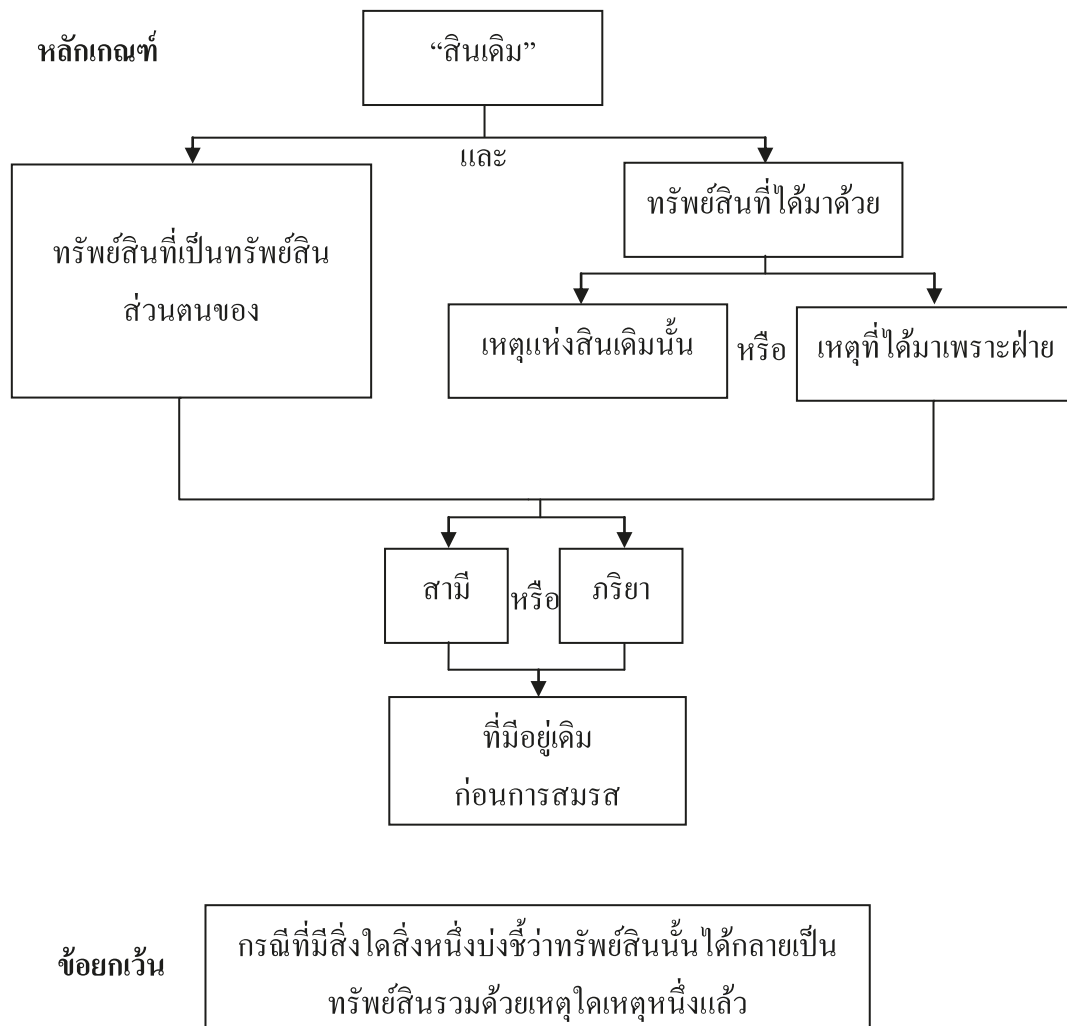 หลักเกณฑ์
“สินเดิม”
และ
ทรัพย์สินที่เป็นทรัพย์สิน
ส่วนตนของ
ทรัพย์สินที่ได้มาด้วย
เหตุแห่งสินเดิมนั้น
หรือ
เหตุที่ได้มาเพราะฝ่าย
สามี
หรือ
ภริยา
ที่มีอยู่เดิม
ก่อนการสมรส
ข้อยกเว้น
กรณีที่มีสิ่งใดสิ่งหนึ่งบ่งชี้ว่าทรัพย์สินนั้นได้กลายเป็น
ทรัพย์สินรวมด้วยเหตุใดเหตุหนึ่งแล้ว